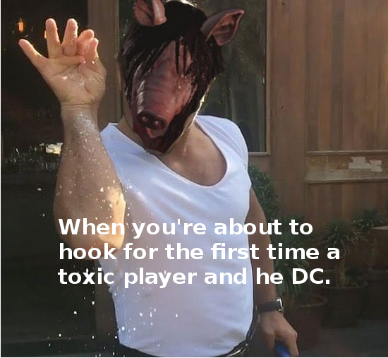 When you're about to
hook for the first time a
toxic player and he DC.